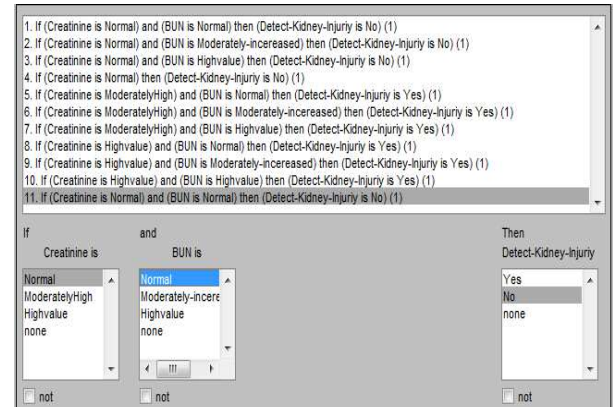 1. If (Creatinine is Normal) and (BUN is Normal) then (Detect-Kidney-Injuriy is No) (1)
2. If (Creatinine is Normal) and (BUN is Moderately-incereased) then (Detect-Kidney-Injuriy is No) (1)
3. If (Creatinine is Normal) and (BUN is Highvalue) then (Detect-Kidney-Injuriy is No) (1)
4. If (Creatinine is Normal) then (Detect-Kidney-Injuriy is No) (1)
5. If (Creatinine is ModeratelyHigh) and (BUN is Normal) then (Detect-Kidney-Injuriy is Yes) (1)
6. If (Creatinine is ModeratelyHigh) and (BUN is Moderately-incereased) then (Detect-Kidney-Injuriy is Yes) (1)
7. If (Creatinine is ModeratelyHigh) and (BUN is Highvalue) then (Detect-Kidney-Injuriy is Yes) (1)
8. If (Creatinine is Highvalue) and (BUN is Normal) then (Detect-Kidney-Injuriy is Yes) (1)
9. If (Creatinine is Highvalue) and (BUN is Moderately-incereased) then (Detect-Kidney-Injuriy is Yes) (1)
10. If (Creatinine is Highvalue) and (BUN is Highvalue) then (Detect-Kidney-Injuriy is Yes) (1)
11. If (Creatinine is Normal) and (BUN is Normal) then (Detect-Kidney-Injuriy is No) (1)
If and Then
Creatinine is BUN is Detect-Kidney-Injuriy
Normal Normal Yes
ModeratelyHigh Moderately-incere No
Highvalue Highvalue none
none none
not not not